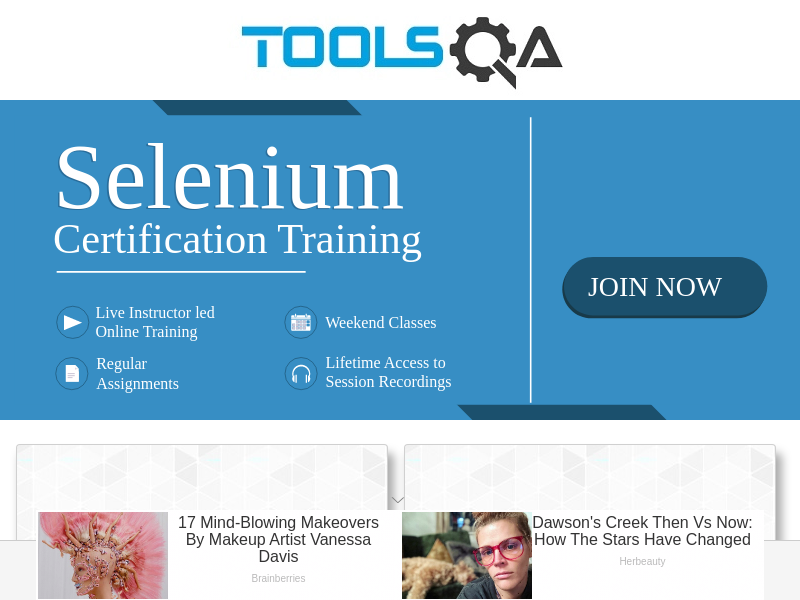 TOOLSQA
Selenium
Certification Training
JOIN NOW
Live Instructor led
Online Training
Weekend Classes
Regular
Assignments
Lifetime Access to
Session Recordings
17 Mind-Blowing Makeovers
By Makeup Artist Vanessa
Davis
Brainberries
Dawson's Creek Then Vs Now:
How The Stars Have Changed
Herbeauty